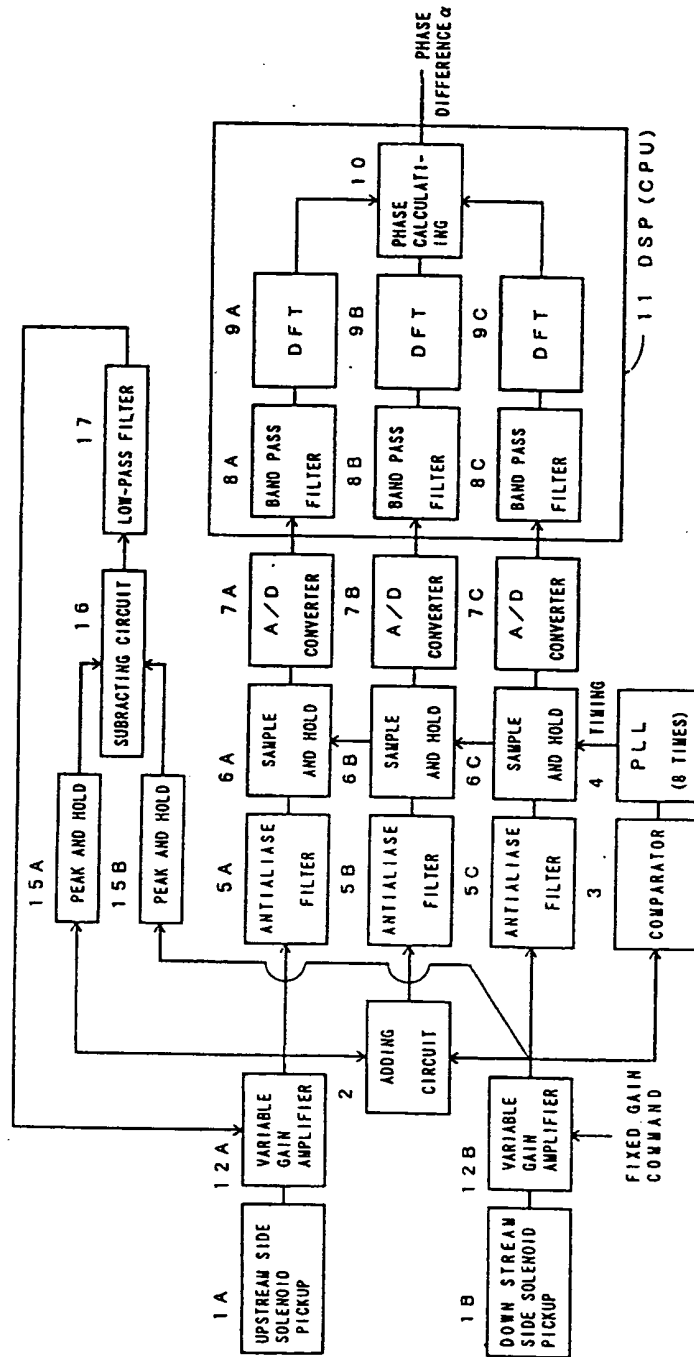 1A
UPSTREAM SIDE
SOLENOID
PICKUP
12A
VARIABLE
GAIN
AMPLIFIER
1B
DOWN STREAM
SIDE SOLENOID
PICKUP
12B
VARIABLE
GAIN
AMPLIFIER
FIXED GAIN
COMMAND
2
ADDING
CIRCUIT
15A
PEAK AND HOLD
15B
PEAK AND HOLD
16
SUBRACTING CIRCUIT
17
LOW-PASS FILTER
5A
ANTIALIASE
FILTER
5B
ANTIALIASE
FILTER
5C
ANTIALIASE
FILTER
3
COMPARATOR
6A
SAMPLE
AND HOLD
6B
SAMPLE
AND HOLD
6C
SAMPLE
AND HOLD
4
TIMING
PLL
(8 TIMES)
7A
A/D
CONVERTER
7B
A/D
CONVERTER
7C
A/D
CONVERTER
8A
BAND PASS
FILTER
8B
BAND PASS
FILTER
8C
BAND PASS
FILTER
9A
DFT
9B
DFT
9C
DFT
10
PHASE
CALCULATI-
ING
PHASE
DIFFERENCE α
11 DSP (CPU)